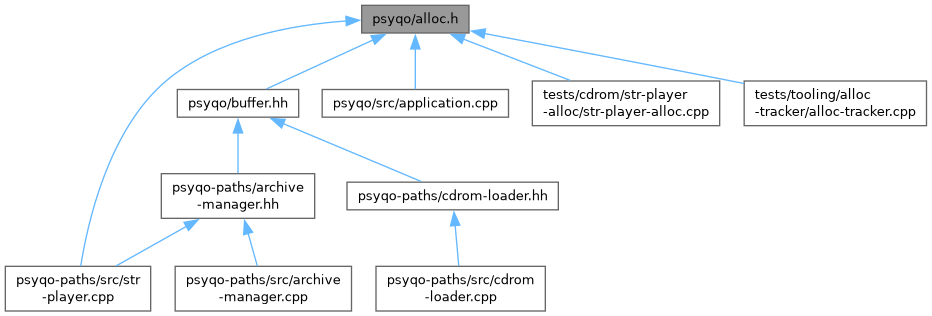 psyqo/alloc.h
psyqo/buffer.hh
psyqo/src/application.cpp
tests/cdrom/str-player
-alloc/str-player-alloc.cpp
tests/tooling/alloc
-tracker/alloc-tracker.cpp
psyqo-paths/archive
-manager.hh
psyqo-paths/cdrom-loader.hh
psyqo-paths/src/str
-player.cpp
psyqo-paths/src/archive
-manager.cpp
psyqo-paths/src/cdrom
-loader.cpp